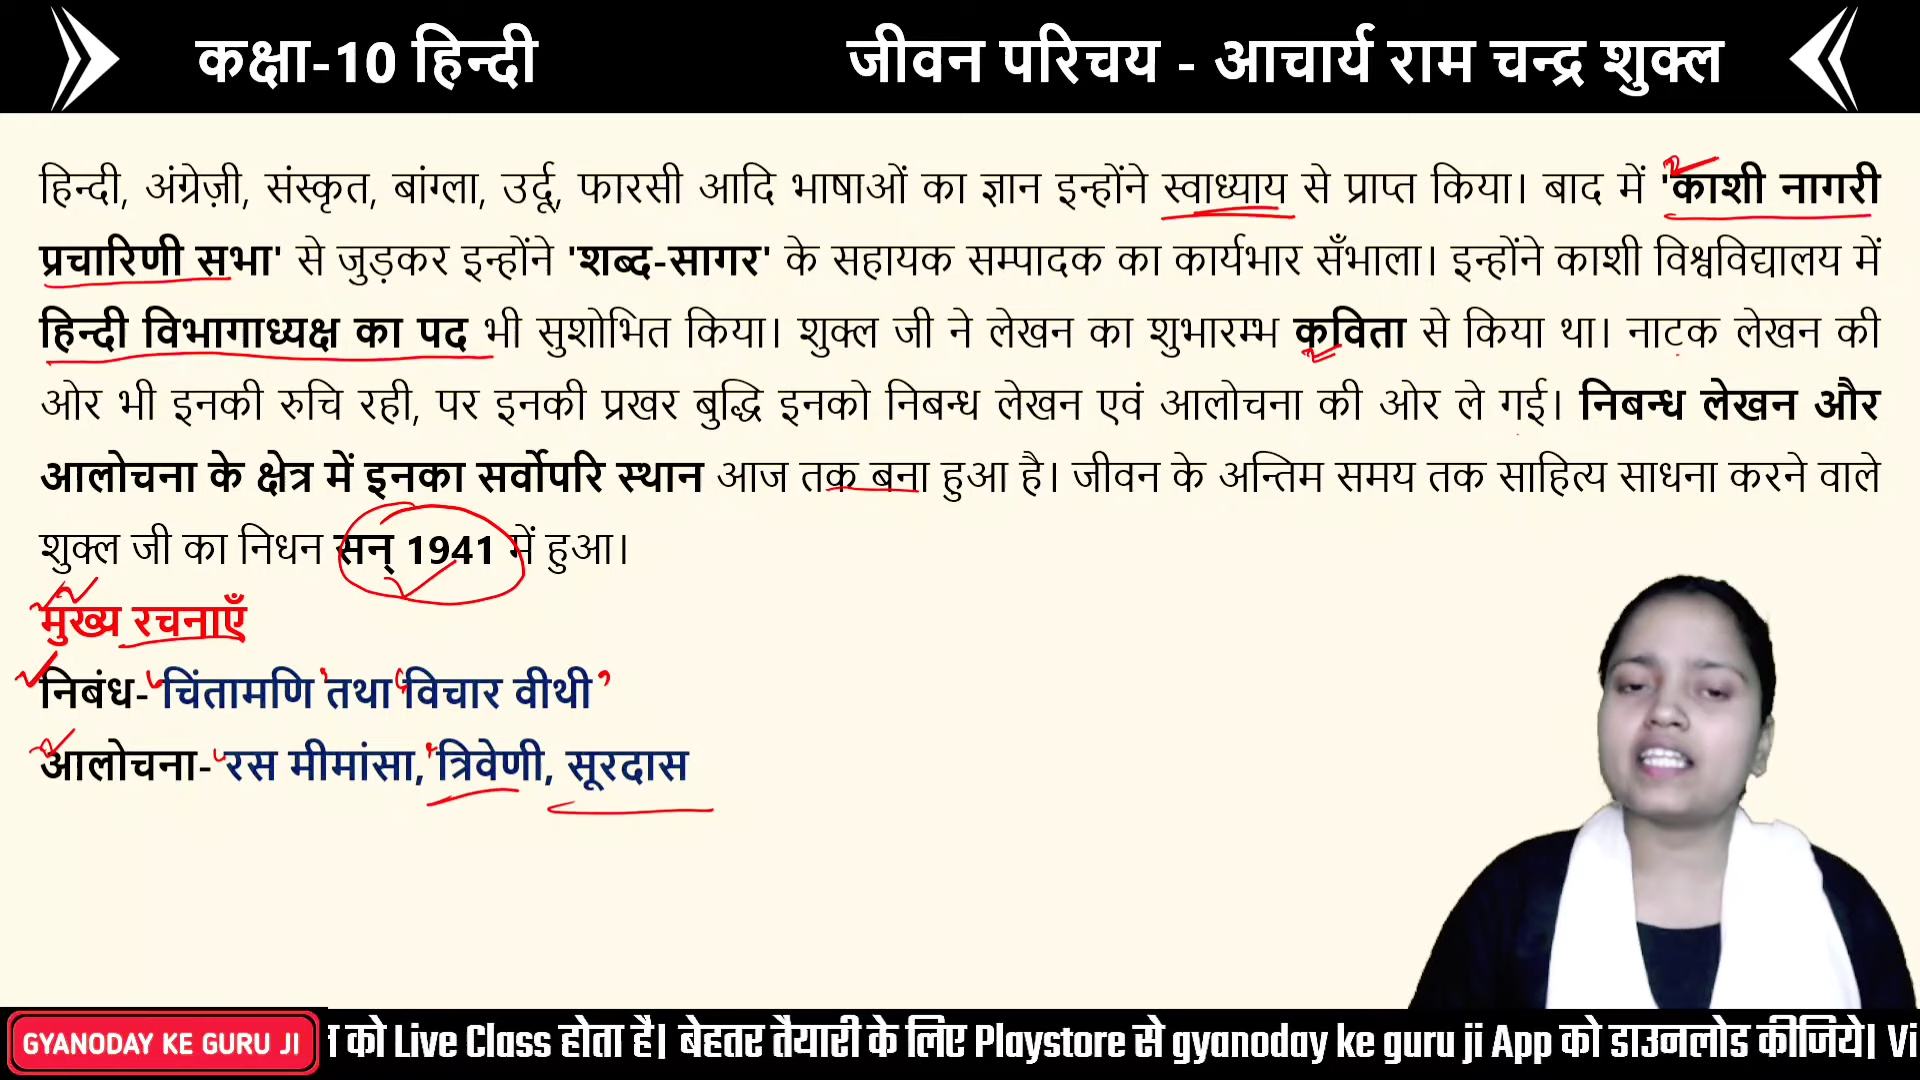 कक्षा-10 हिन्दी
जीवन परिचय - आचार्य राम चन्द्र शुक्ल
हिन्दी, अंग्रेज़ी, संस्कृत, बांग्ला, उर्दू, फारसी आदि भाषाओं का ज्ञान इन्होंने स्वाध्याय से प्राप्त किया। बाद में 'काशी नागरी
प्रचारिणी सभा' से जुड़कर इन्होंने 'शब्द-सागर' के सहायक सम्पादक का कार्यभार सँभाला। इन्होंने काशी विश्वविद्यालय में
हिन्दी विभागाध्यक्ष का पद भी सुशोभित किया। शुक्ल जी ने लेखन का शुभारम्भ कविता से किया था। नाटक लेखन की
ओर भी इनकी रुचि रही, पर इनकी प्रखर बुद्धि इनको निबन्ध लेखन एवं आलोचना की ओर ले गई। निबन्ध लेखन और
आलोचना के क्षेत्र में इनका सर्वोपरि स्थान आज तक बना हुआ है। जीवन के अन्तिम समय तक साहित्य साधना करने वाले
शुक्ल जी का निधन सन् 1941 में हुआ।
मुख्य रचनाएँ
निबंध- चिंतामणि तथा विचार वीथी
आलोचना- रस मीमांसा, त्रिवेणी, सूरदास
GYANODAY KE GURU JI
को Live Class होता है। बेहतर तैयारी के लिए Playstore से gyanoday ke guru ji App को डाउनलोड कीजिये। Vi